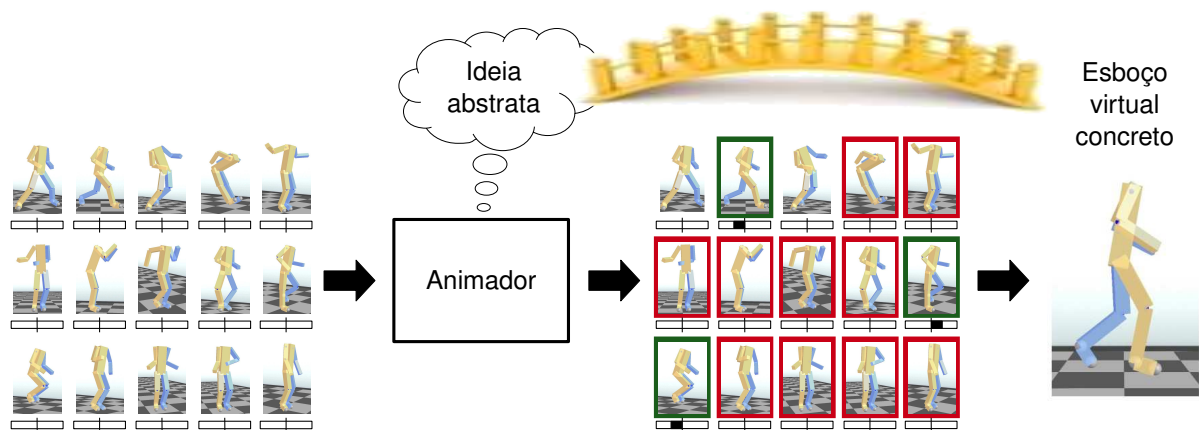 Ideia
abstrata
Esboço
virtual
concreto
Animador